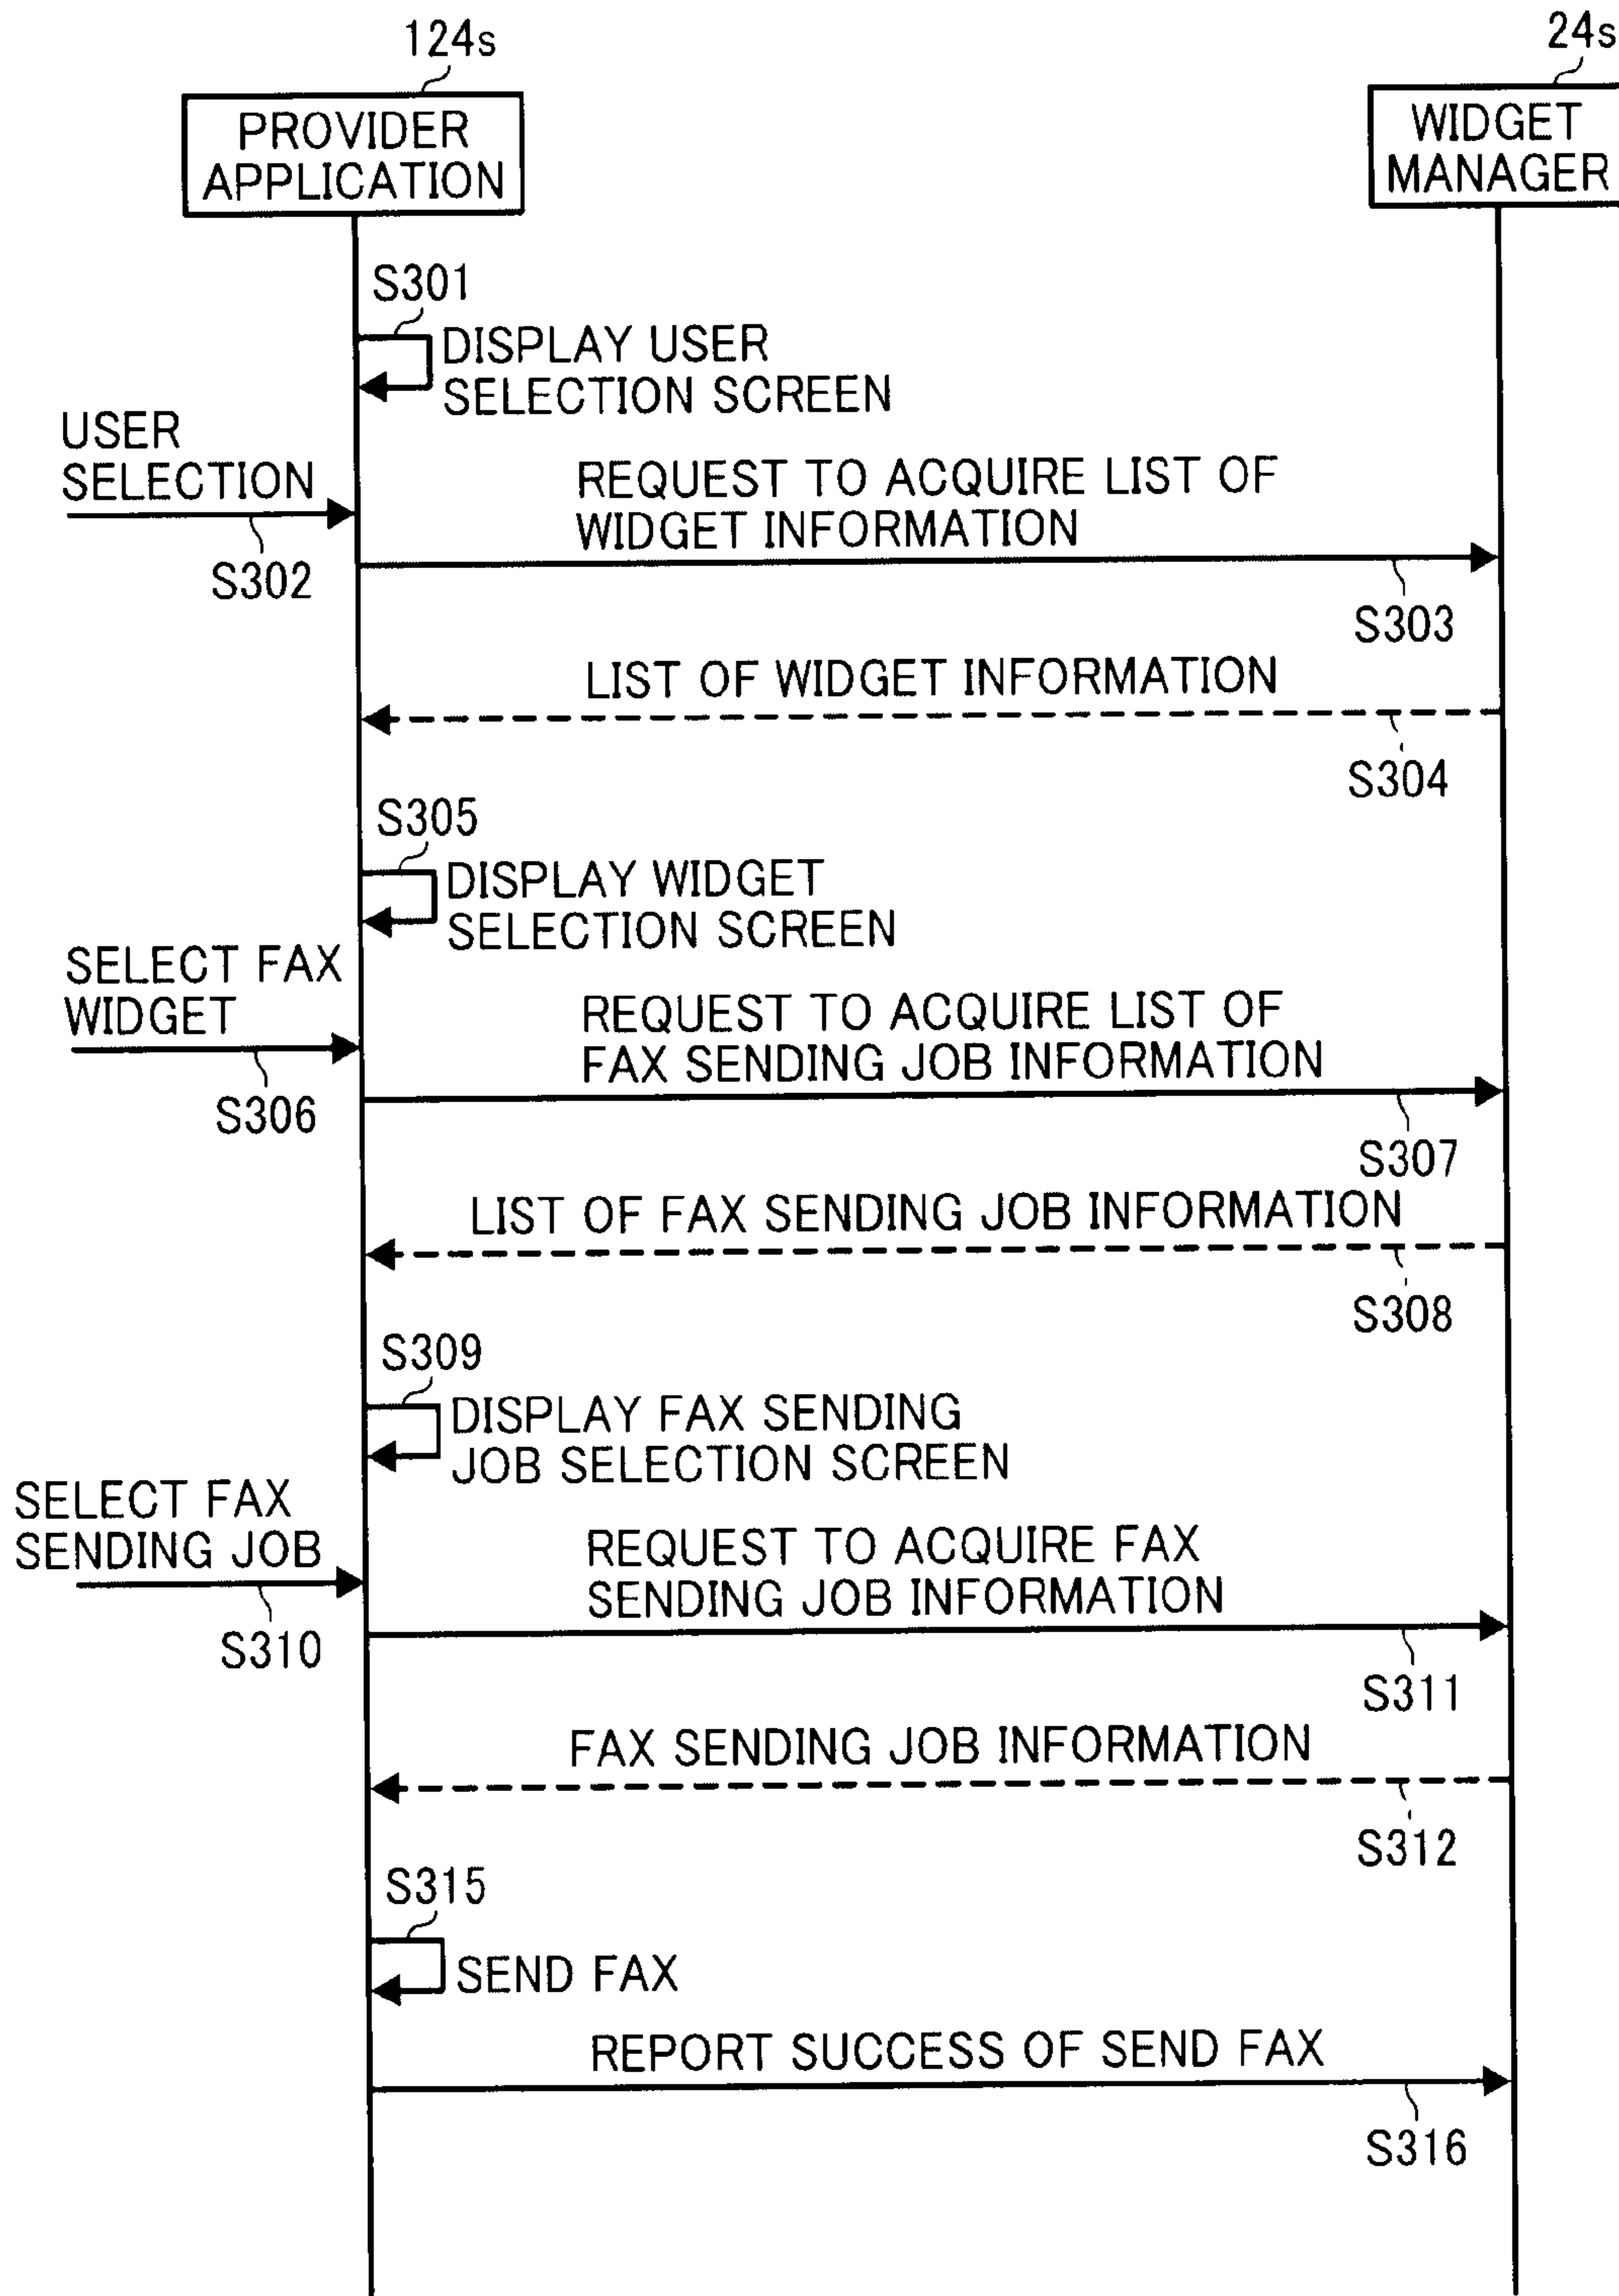 124s
24s
PROVIDER
APPLICATION
WIDGET
MANAGER
S301
DISPLAY USER
SELECTION SCREEN
USER
SELECTION
S302
REQUEST TO ACQUIRE LIST OF
WIDGET INFORMATION
S303
LIST OF WIDGET INFORMATION
S304
S305
DISPLAY WIDGET
SELECTION SCREEN
SELECT FAX
WIDGET
S306
REQUEST TO ACQUIRE LIST OF
FAX SENDING JOB INFORMATION
S307
LIST OF FAX SENDING JOB INFORMATION
S308
S309
DISPLAY FAX SENDING
JOB SELECTION SCREEN
SELECT FAX
SENDING JOB
S310
REQUEST TO ACQUIRE FAX
SENDING JOB INFORMATION
S311
FAX SENDING JOB INFORMATION
S312
S315
SEND FAX
REPORT SUCCESS OF SEND FAX
S316